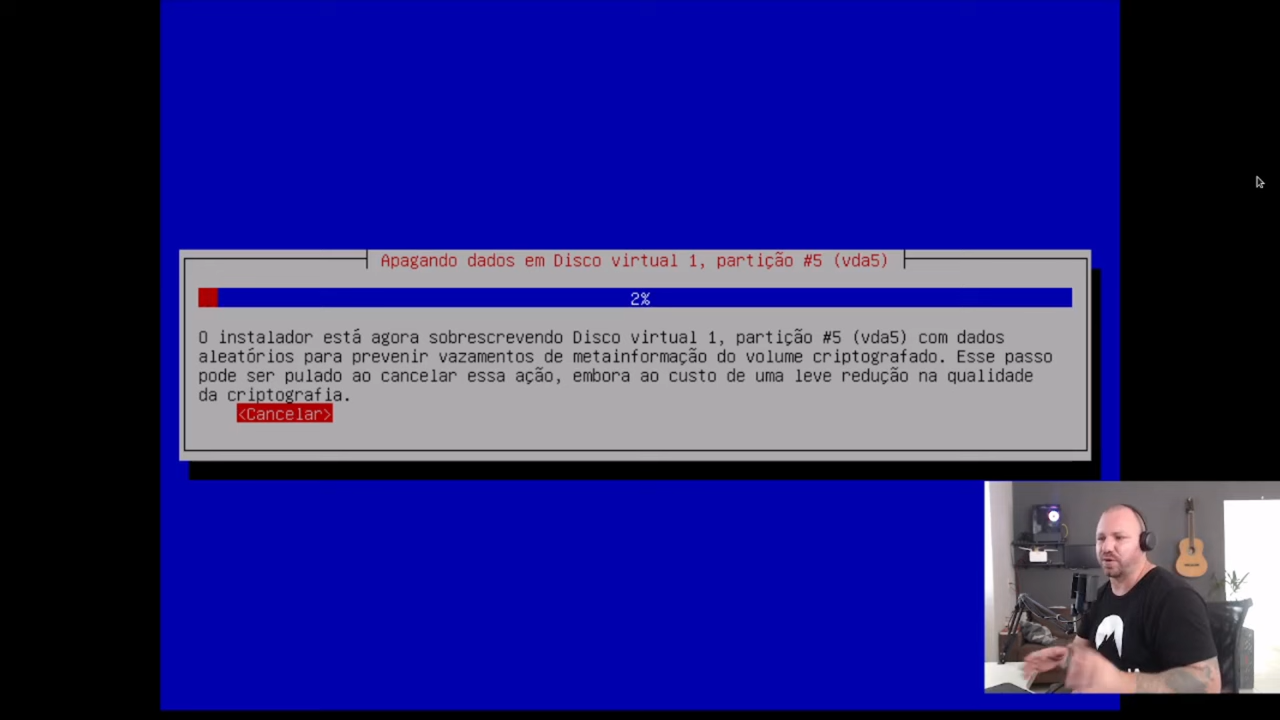 Apagando dados em Disco virtual 1, partição #5 (vda5)
2%
O instalador está agora sobrescrevendo Disco virtual 1, partição #5 (vda5) com dados
aleatórios para prevenir vazamentos de metainformação do volume criptografado. Esse passo
pode ser pulado ao cancelar essa ação, embora ao custo de uma leve redução na qualidade
da criptografia.
<Cancelar>